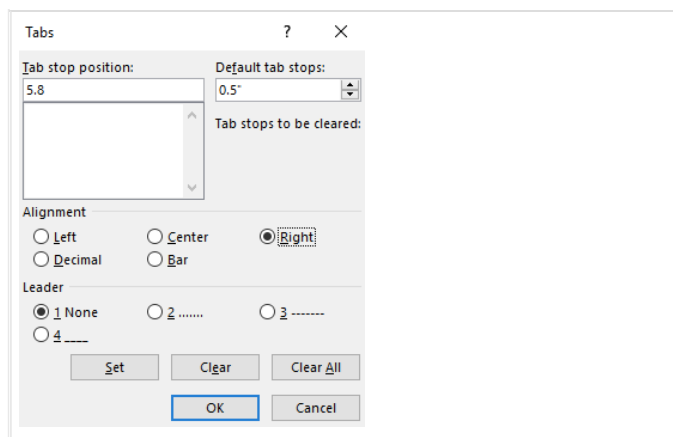 Tabs ?
Tab stop position: Default tab stops:
5.8 0.5"
Tab stops to be cleared:
Alignment
Left Center Right
Decimal Bar
Leader
1 None 2 ....... 3 -------
4 ____
Set Clear Clear All
OK Cancel